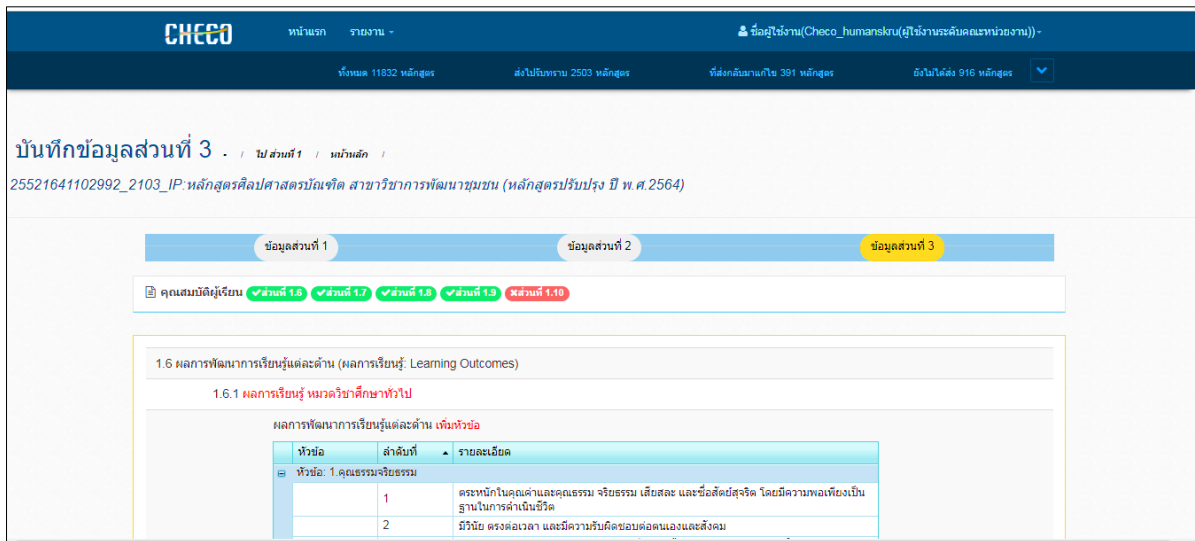 CHECO หน้าแรก รายงาน ชื่อผู้ใช้งาน(Checo_humanskru(ผู้ใช้งานระดับคณะหน่วยงาน))
ทั้งหมด 11832 หลักสูตร ส่งไปรับทราบ 2503 หลักสูตร ที่ส่งกลับมาแก้ไข 391 หลักสูตร ยังไม่ได้ส่ง 916 หลักสูตร
บันทึกข้อมูลส่วนที่ 3 - / ไป ส่วนที่ 1 / หน้าหลัก /
25521641102992_2103_IP:หลักสูตรศิลปศาสตรบัณฑิต สาขาวิชาการพัฒนาชุมชน (หลักสูตรปรับปรุง ปี พ.ศ.2564)
ข้อมูลส่วนที่ 1 ข้อมูลส่วนที่ 2 ข้อมูลส่วนที่ 3
คุณสมบัติผู้เรียน ส่วนที่ 1.6 ส่วนที่ 1.7 ส่วนที่ 1.8 ส่วนที่ 1.9 ส่วนที่ 1.10
1.6 ผลการพัฒนาการเรียนรู้แต่ละด้าน (ผลการเรียนรู้: Learning Outcomes)
1.6.1 ผลการเรียนรู้ หมวดวิชาศึกษาทั่วไป
ผลการพัฒนาการเรียนรู้แต่ละด้าน เพิ่มหัวข้อ
หัวข้อ ลำดับที่ รายละเอียด
หัวข้อ: 1.คุณธรรมจริยธรรม
1 ตระหนักในคุณค่าและคุณธรรม จริยธรรม เสียสละ และซื่อสัตย์สุจริต โดยมีความพอเพียงเป็น
ฐานในการดำเนินชีวิต
2 มีวินัย ตรงต่อเวลา และมีความรับผิดชอบต่อตนเองและสังคม